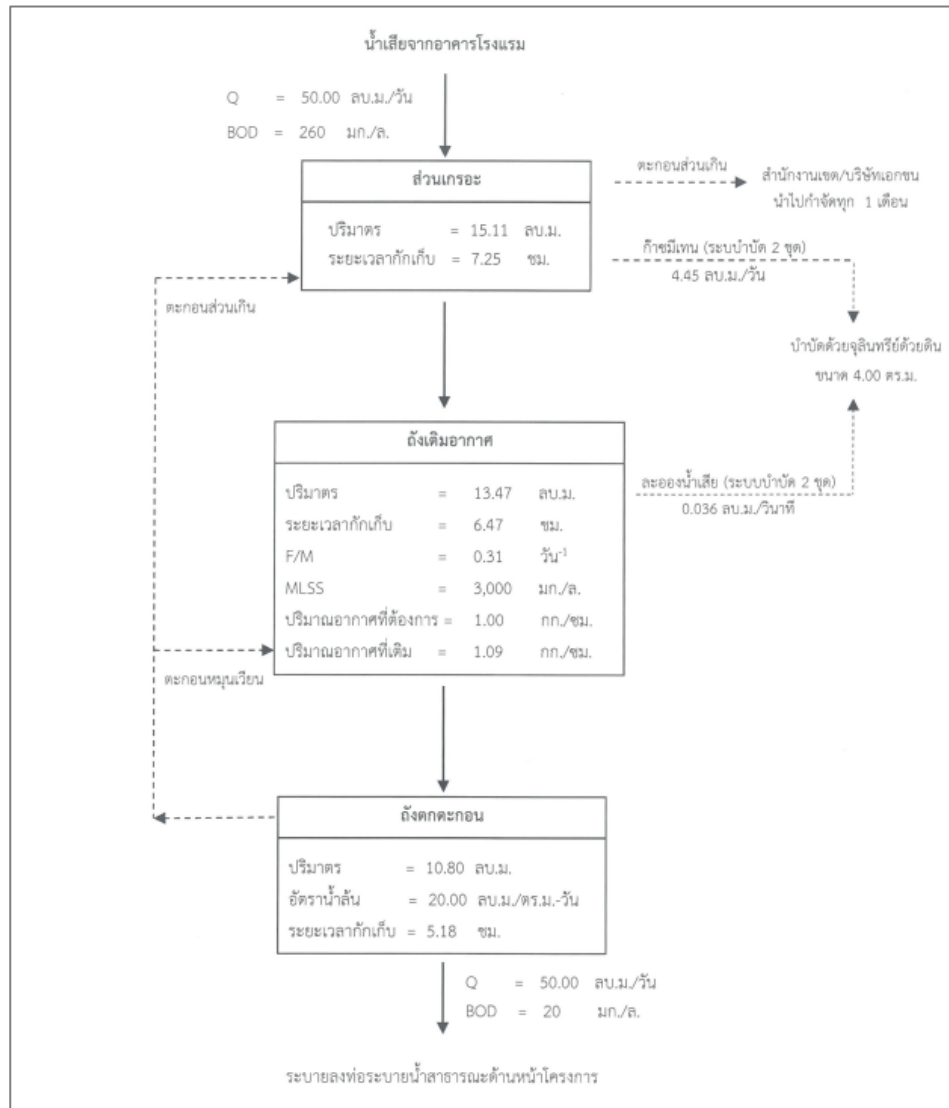 น้ำเสียจากอาคารโรงแรม
Q = 50.00 ลบ.ม./วัน
BOD = 260 มก./ล.
ส่วนเกรอะ
ปริมาตร = 15.11 ลบ.ม.
ระยะเวลากักเก็บ = 7.25 ชม.
ตะกอนส่วนเกิน
สำนักงานเขต/บริษัทเอกชน
นำไปกำจัดทุก 1 เดือน
ก๊าซมีเทน (ระบบำบัด 2 ชุด)
4.45 ลบ.ม./วัน
ตะกอนส่วนเกิน
บำบัดด้วยจุลินทรีย์ด้วยดิน
ขนาด 4.00 ตร.ม.
ถังเติมอากาศ
ปริมาตร = 13.47 ลบ.ม.
ระยะเวลากักเก็บ = 6.47 ชม.
F/M = 0.31 วัน⁻¹
MLSS = 3,000 มก./ล.
ปริมาณอากาศที่ต้องการ = 1.00 กก./ชม.
ปริมาณอากาศที่เติม = 1.09 กก./ชม.
ละอองน้ำเสีย (ระบบบำบัด 2 ชุด)
0.036 ลบ.ม./วินาที
ตะกอนหมุนเวียน
ถังตกตะกอน
ปริมาตร = 10.80 ลบ.ม.
อัตราน้ำล้น = 20.00 ลบ.ม./ตร.ม.-วัน
ระยะเวลากักเก็บ = 5.18 ชม.
Q = 50.00 ลบ.ม./วัน
BOD = 20 มก./ล.
ระบายลงท่อระบายน้ำสาธารณะด้านหน้าโครงการ